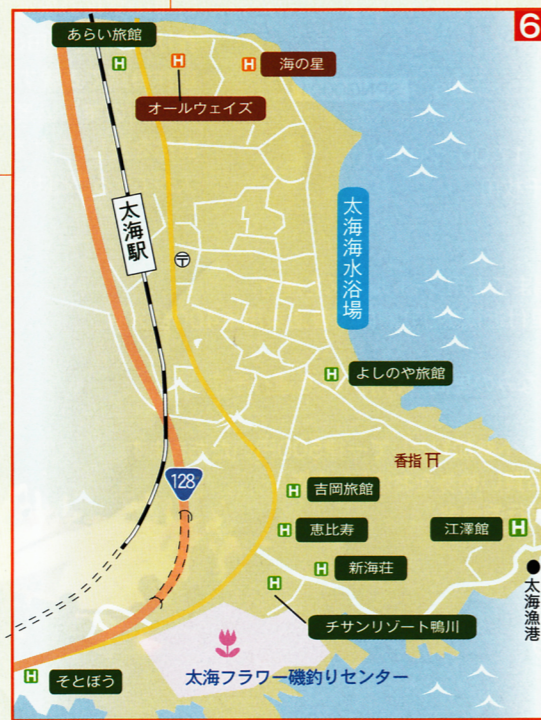 6
あらい旅館
H
H
H
海の星
オールウェイズ
太海駅
〒
太海海水浴場
H
よしのや旅館
香指
128
H
吉岡旅館
H
恵比寿
江澤館
H
H
新海荘
H
チサンリゾート鴨川
太海漁港
太海フラワー磯釣りセンター
H
そとぼう